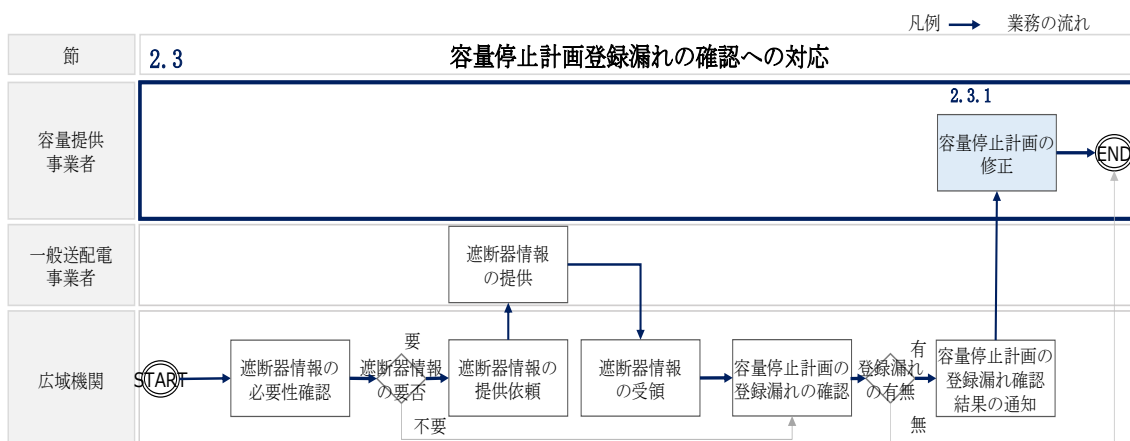 凡例 業務の流れ
節
2.3 容量停止計画登録漏れの確認への対応
容量提供
事業者
2.3.1
容量停止計画の
修正
END
一般送配電
事業者
遮断器情報
の提供
広域機関
START
遮断器情報の
必要性確認
遮断器情報
の要否
要
不要
遮断器情報の
提供依頼
遮断器情報
の受領
容量停止計画の
登録漏れの確認
登録漏れ
の有無
有
無
容量停止計画の
登録漏れ確認
結果の通知